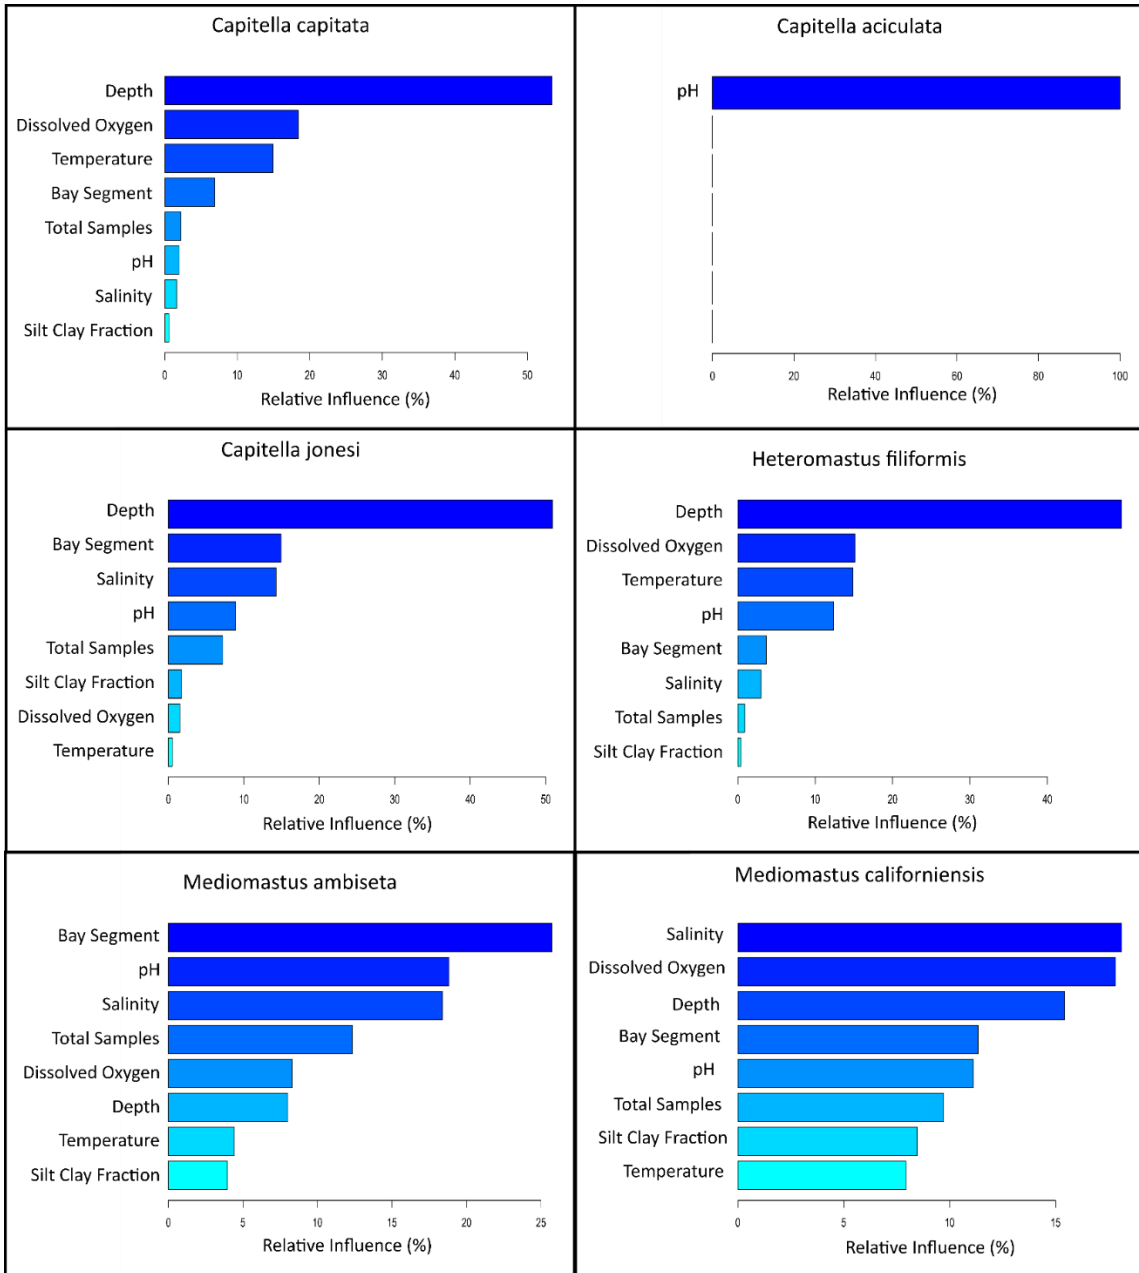 Capitella capitata
Depth
Dissolved Oxygen
Temperature
Bay Segment
Total Samples
pH
Salinity
Silt Clay Fraction
0 10 20 30 40 50
Relative Influence (%)
Capitella aciculata
pH
0 20 40 60 80 100
Relative Influence (%)
Capitella jonesi
Depth
Bay Segment
Salinity
pH
Total Samples
Silt Clay Fraction
Dissolved Oxygen
Temperature
0 10 20 30 40 50
Relative Influence (%)
Heteromastus filiformis
Depth
Dissolved Oxygen
Temperature
pH
Bay Segment
Salinity
Total Samples
Silt Clay Fraction
0 10 20 30 40
Relative Influence (%)
Mediomastus ambiseta
Bay Segment
pH
Salinity
Total Samples
Dissolved Oxygen
Depth
Temperature
Silt Clay Fraction
0 5 10 15 20 25
Relative Influence (%)
Mediomastus californiensis
Salinity
Dissolved Oxygen
Depth
Bay Segment
pH
Total Samples
Silt Clay Fraction
Temperature
0 5 10 15
Relative Influence (%)